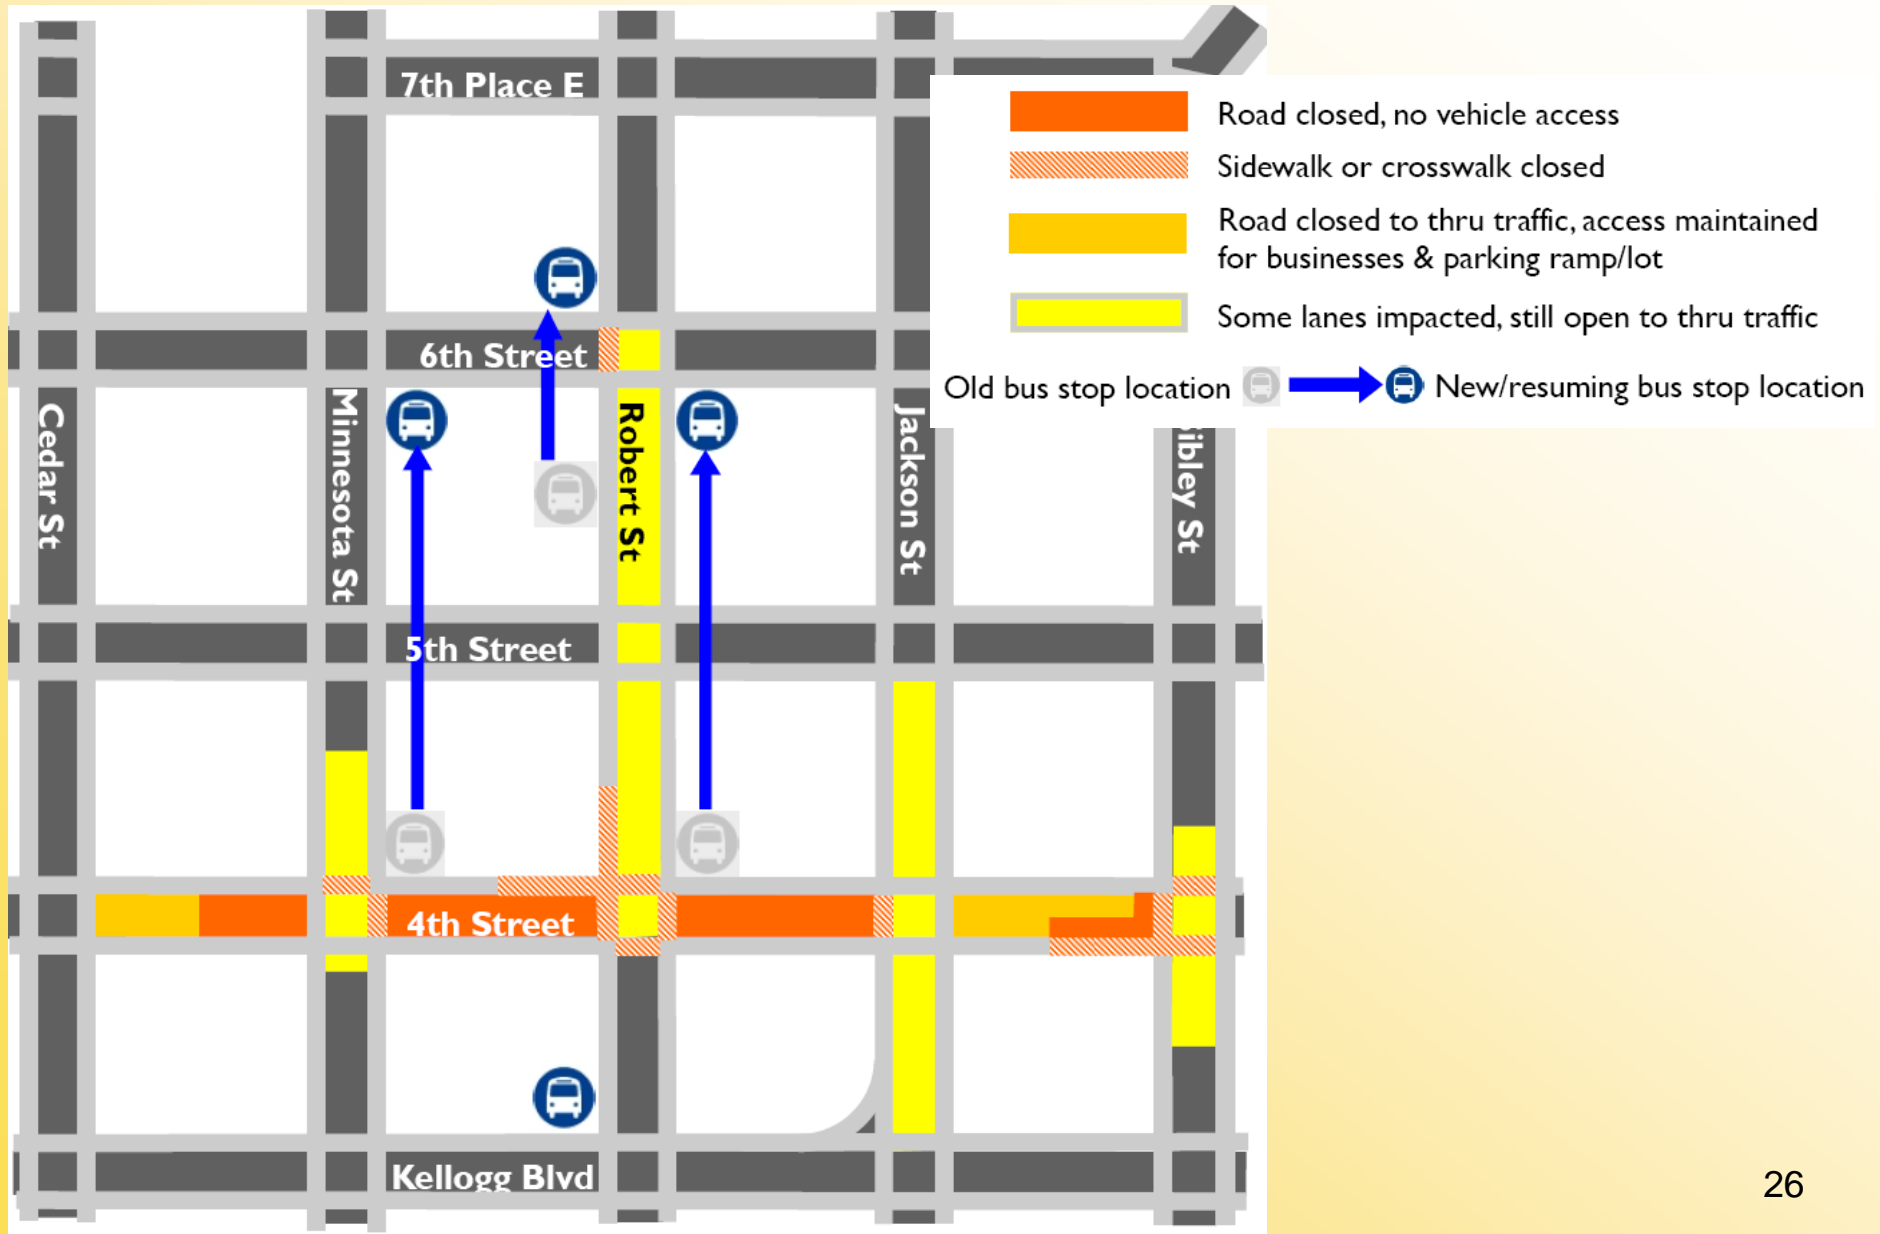 7th Place E
Road closed, no vehicle access
Sidewalk or crosswalk closed
Road closed to thru traffic, access maintained
for businesses & parking ramp/lot
Some lanes impacted, still open to thru traffic
Old bus stop location
New/resuming bus stop location
6th Street
Cedar St
Minnesota St
Robert St
Jackson St
ibley St
5th Street
4th Street
Kellogg Blvd
26